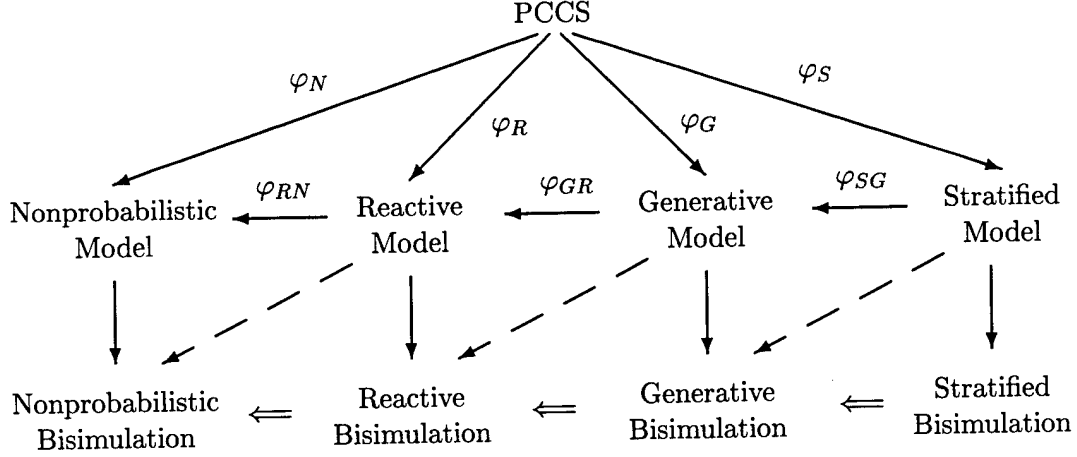 PCCS
φN
φS
φR
φG
φRN
φGR
φSG
Nonprobabilistic
Model
Reactive
Model
Generative
Model
Stratified
Model
Nonprobabilistic
Bisimulation
⇐
Reactive
Bisimulation
⇐
Generative
Bisimulation
⇐
Stratified
Bisimulation